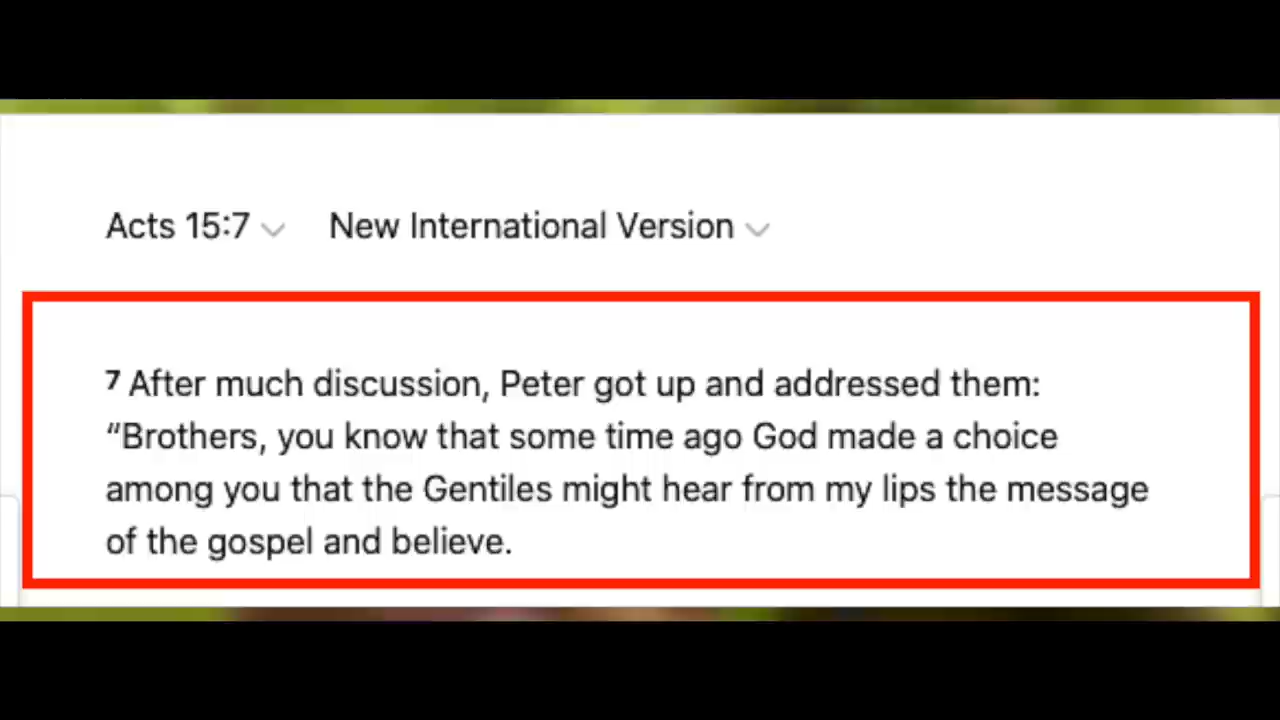 Acts 15:7 New International Version
7 After much discussion, Peter got up and addressed them:
“Brothers, you know that some time ago God made a choice
among you that the Gentiles might hear from my lips the message
of the gospel and believe.